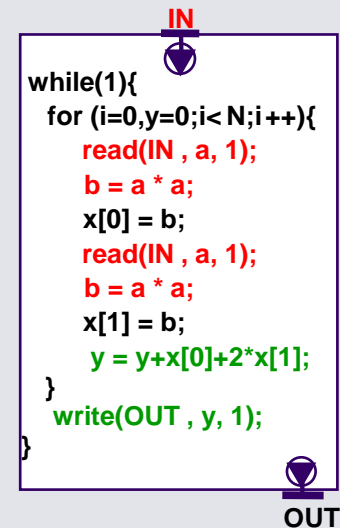 IN
while(1){
for (i=0,y=0;i< N;i++){
read(IN , a, 1);
b = a * a;
x[0] = b;
read(IN , a, 1);
b = a * a;
x[1] = b;
y = y+x[0]+2*x[1];
}
write(OUT , y, 1);
}
OUT